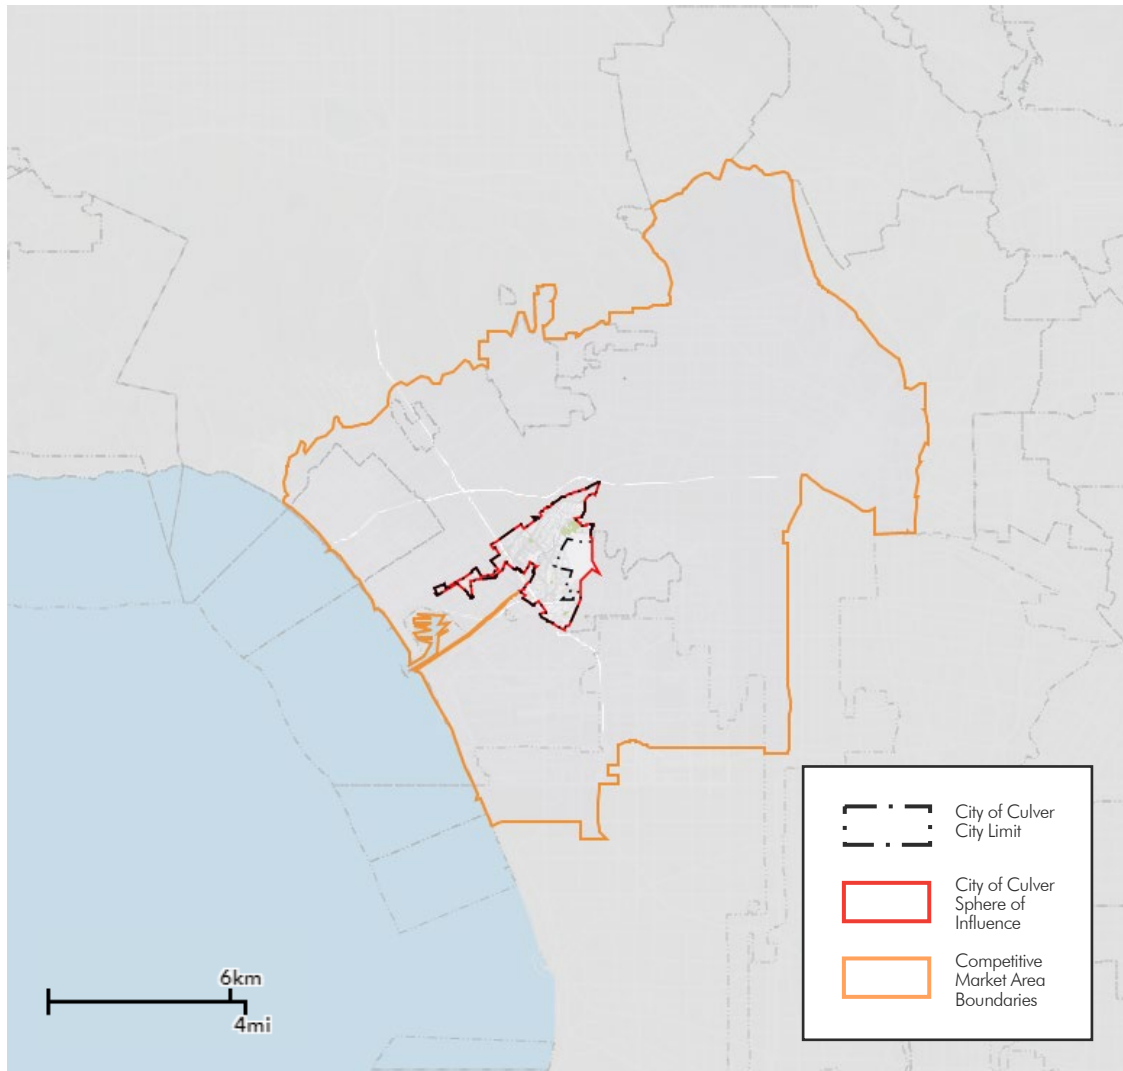 6km
4mi
City of Culver
City Limit
City of Culver
Sphere of
Influence
Competitive
Market Area
Boundaries